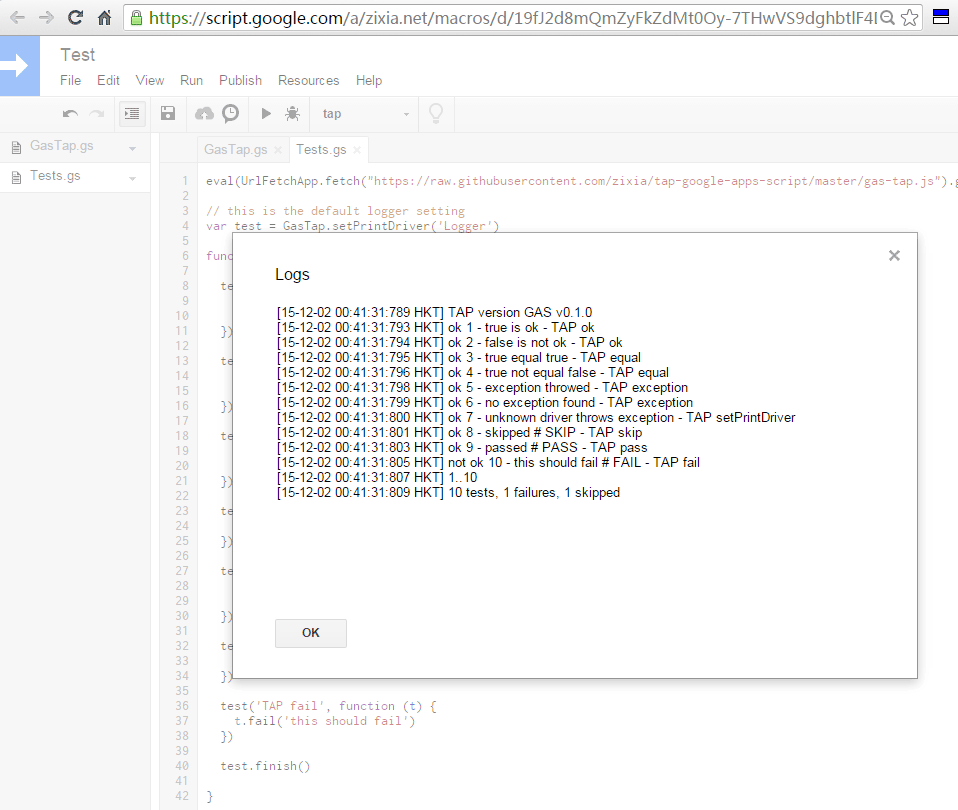 https://script.google.com/a/zixia.net/macros/d/19fJ2d8mQmZyFkZdMt0Oy-7THwVS9dghbtlF4I
Test
File Edit View Run Publish Resources Help
tap
GasTap.gs
Tests.gs
GasTap.gs × Tests.gs ×
1 eval(UrlFetchApp.fetch("https://raw.githubusercontent.com/zixia/tap-google-apps-script/master/gas-tap.js").g
2
3 // this is the default logger setting
4 var test = GasTap.setPrintDriver('Logger')
5
6 func
7
8 te
9
10
11 })
12
13 te
14
15
16 })
17
18 te
19
20
21 })
22
23 te
24
25 })
26
27 te
28
29
30 })
31
32 te
33
34 })
35
36 test('TAP fail', function (t) {
37 t.fail('this should fail')
38 })
39
40 test.finish()
41
42 }
Logs
[15-12-02 00:41:31:789 HKT] TAP version GAS v0.1.0
[15-12-02 00:41:31:793 HKT] ok 1 - true is ok - TAP ok
[15-12-02 00:41:31:794 HKT] ok 2 - false is not ok - TAP ok
[15-12-02 00:41:31:795 HKT] ok 3 - true equal true - TAP equal
[15-12-02 00:41:31:796 HKT] ok 4 - true not equal false - TAP equal
[15-12-02 00:41:31:798 HKT] ok 5 - exception throwed - TAP exception
[15-12-02 00:41:31:799 HKT] ok 6 - no exception found - TAP exception
[15-12-02 00:41:31:800 HKT] ok 7 - unknown driver throws exception - TAP setPrintDriver
[15-12-02 00:41:31:801 HKT] ok 8 - skipped # SKIP - TAP skip
[15-12-02 00:41:31:803 HKT] ok 9 - passed # PASS - TAP pass
[15-12-02 00:41:31:805 HKT] not ok 10 - this should fail # FAIL - TAP fail
[15-12-02 00:41:31:807 HKT] 1..10
[15-12-02 00:41:31:809 HKT] 10 tests, 1 failures, 1 skipped
OK